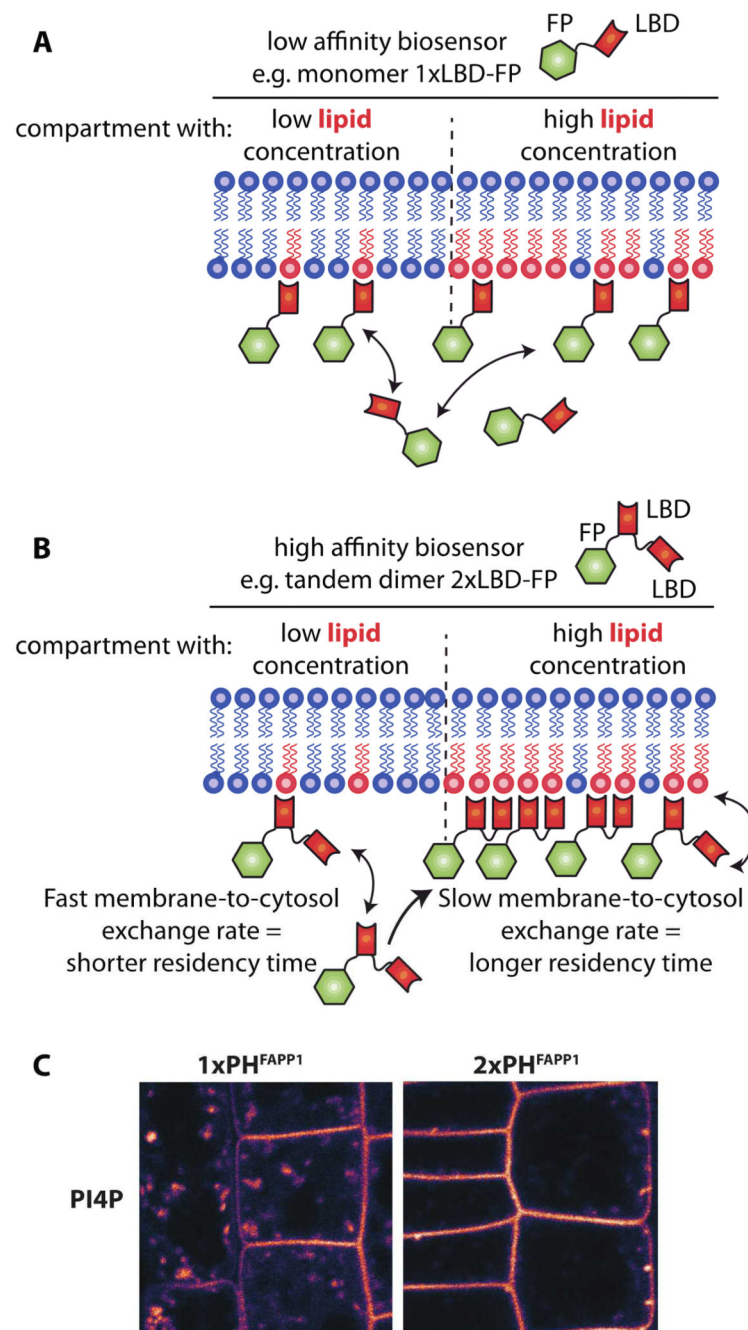 A
low affinity biosensor
e.g. monomer 1xLBD-FP
FP
LBD
compartment with:
low lipid
concentration
high lipid
concentration
B
high affinity biosensor
e.g. tandem dimer 2xLBD-FP
FP
LBD
LBD
compartment with:
low lipid
concentration
high lipid
concentration
Fast membrane-to-cytosol
exchange rate =
shorter residency time
Slow membrane-to-cytosol
exchange rate =
longer residency time
C
1xPHFAPP1
2xPHFAPP1
PI4P